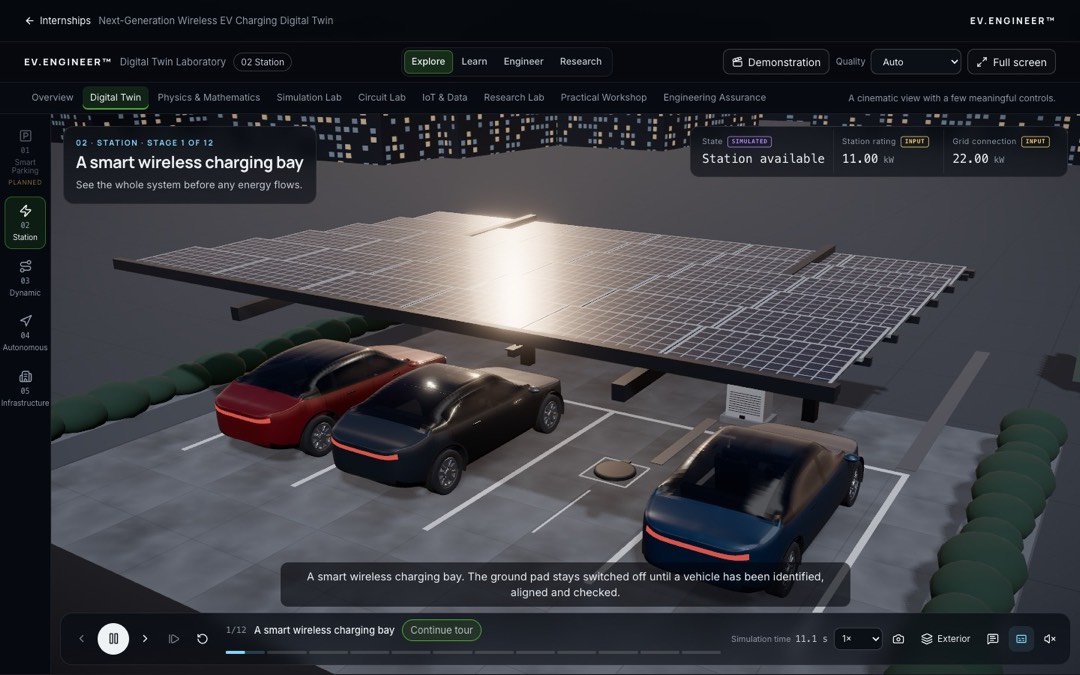 Internships Next-Generation Wireless EV Charging Digital Twin EV.ENGINEER™
EV.ENGINEER™ Digital Twin Laboratory 02 Station Explore Learn Engineer Research Demonstration Quality Auto Full screen
Overview Digital Twin Physics & Mathematics Simulation Lab Circuit Lab IoT & Data Research Lab Practical Workshop Engineering Assurance A cinematic view with a few meaningful controls.
01
Smart
Parking
PLANNED
02
Station
03
Dynamic
04
Autonomous
05
Infrastructure
02 · STATION · STAGE 1 OF 12
A smart wireless charging bay
See the whole system before any energy flows.
State SIMULATED
Station available
Station rating INPUT
11.00 kW
Grid connection INPUT
22.00 kW
A smart wireless charging bay. The ground pad stays switched off until a vehicle has been identified,
aligned and checked.
1/12 A smart wireless charging bay Continue tour
Simulation time 11.1 s 1× Exterior